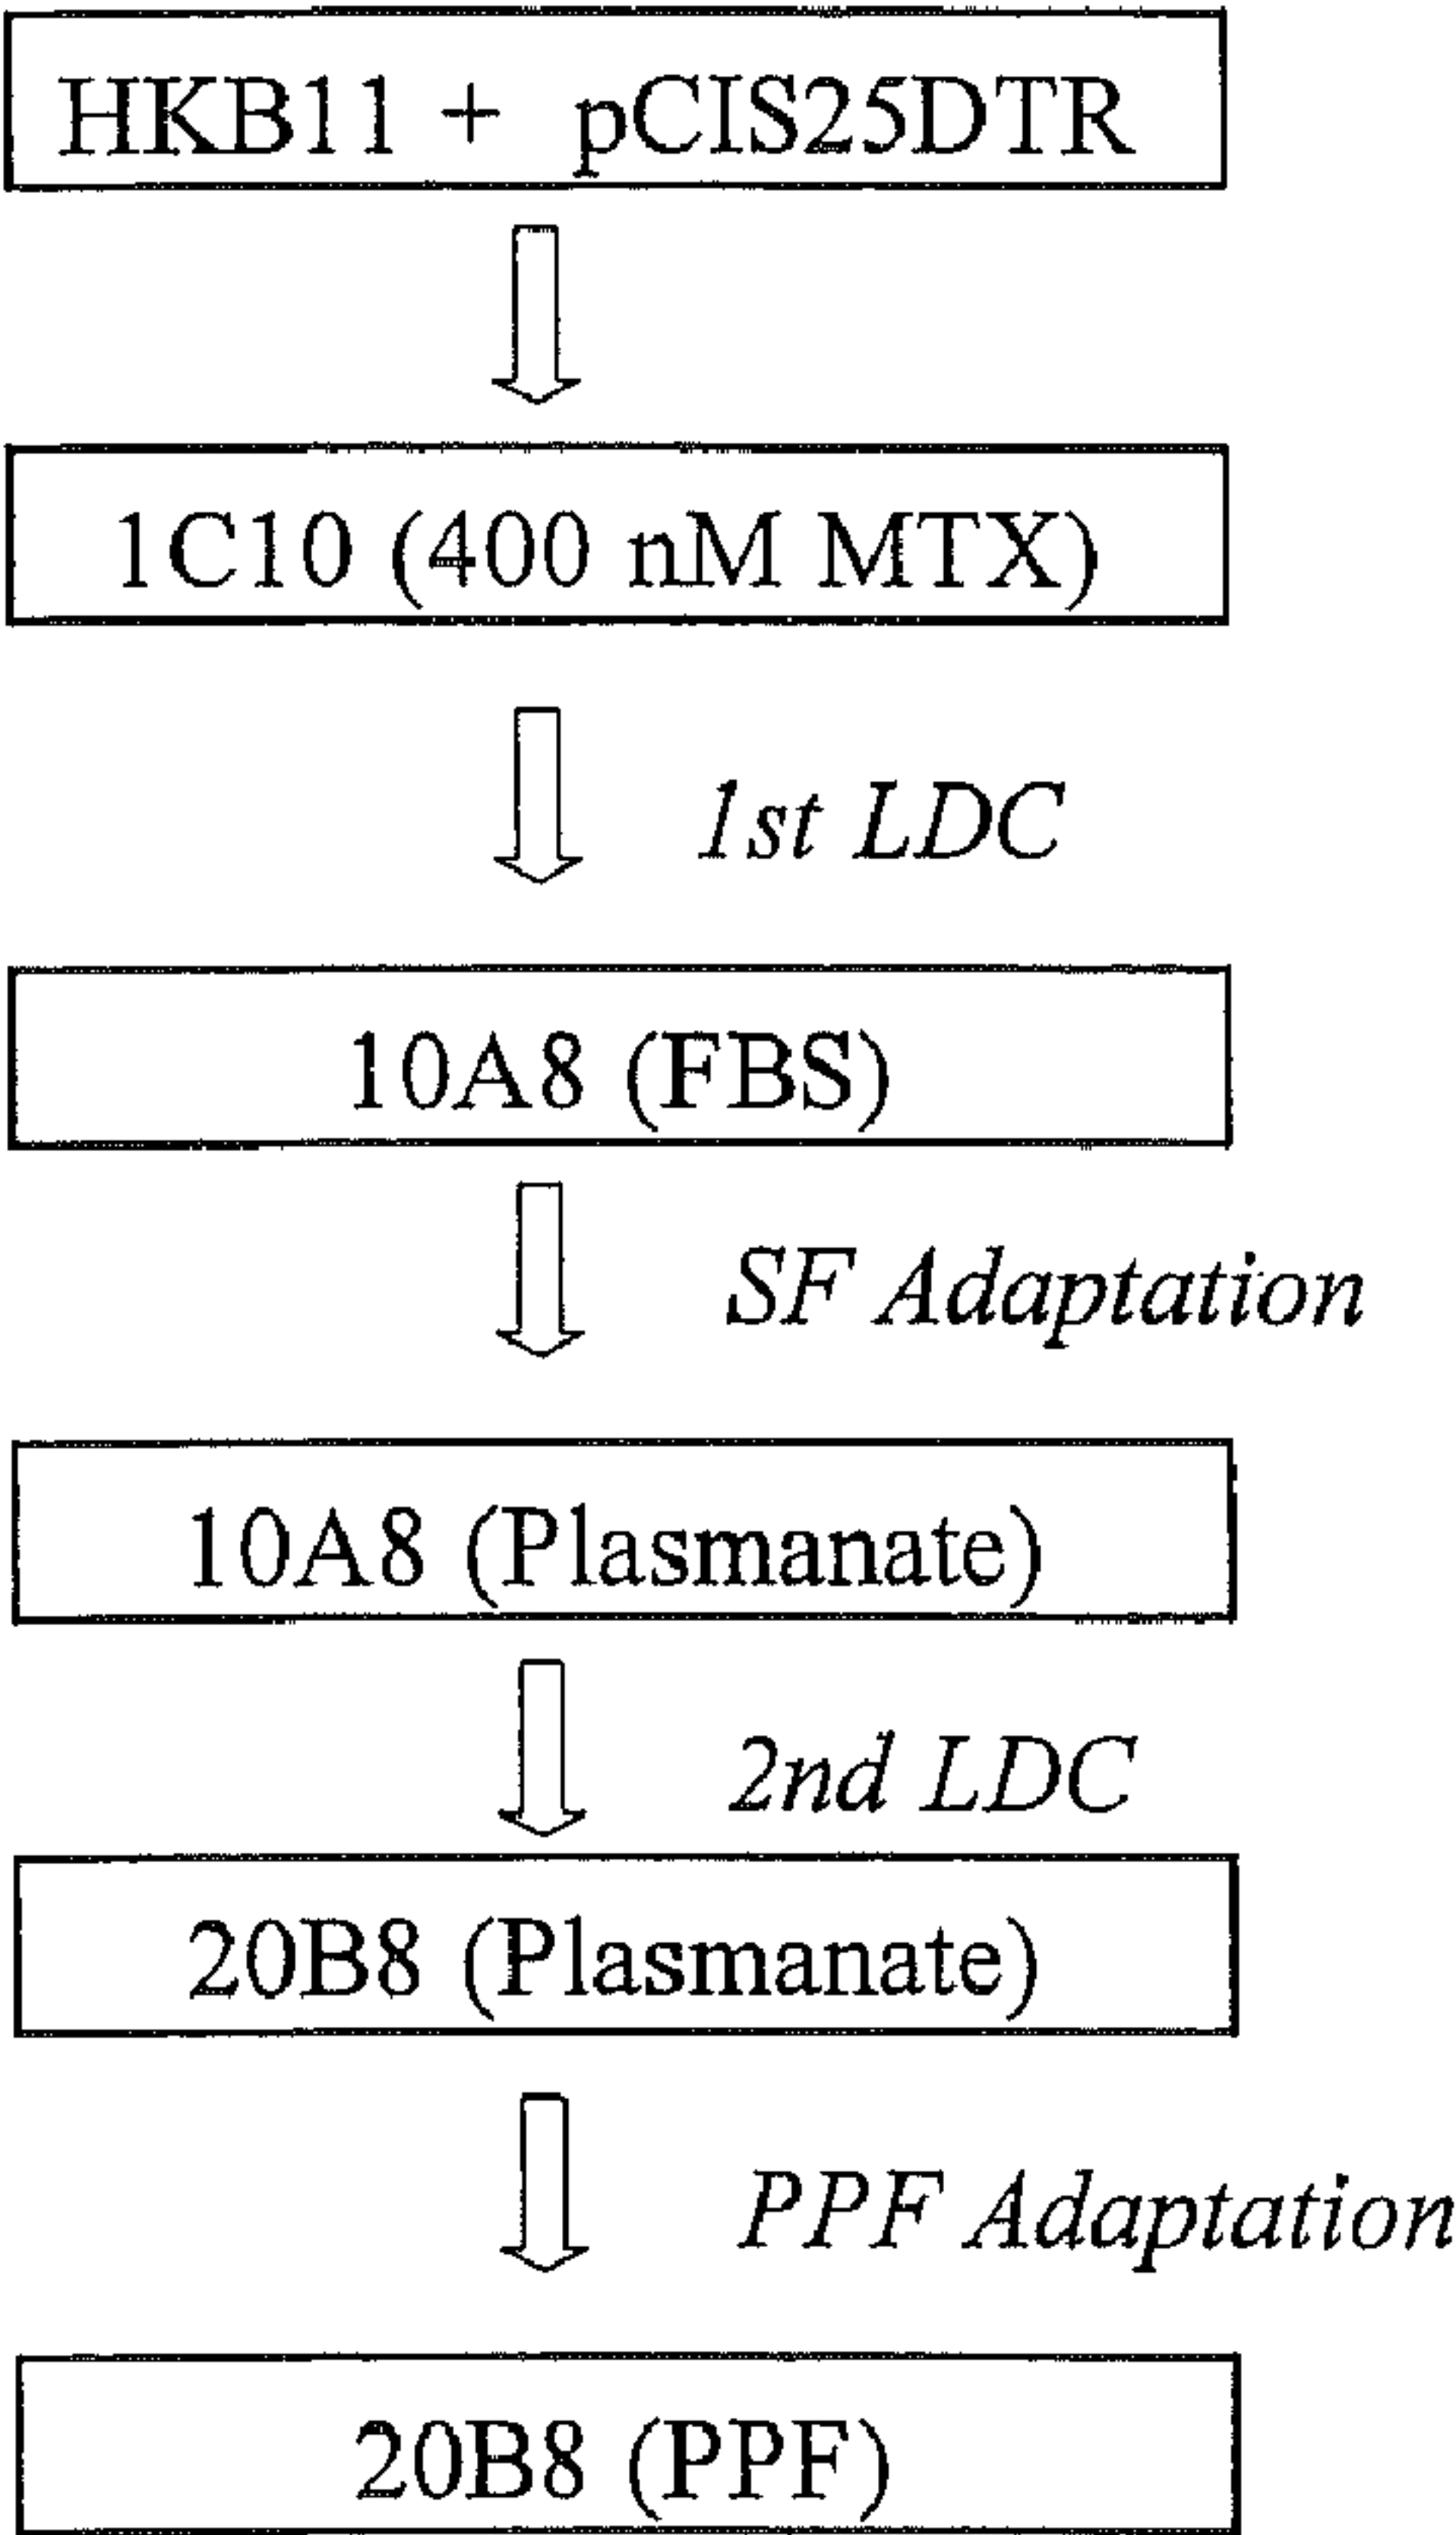 HKB11 + pCIS25DTR
1C10 (400 nM MTX)
1st LDC
10A8 (FBS)
SF Adaptation
10A8 (Plasmanate)
2nd LDC
20B8 (Plasmanate)
PPF Adaptation
20B8 (PPF)